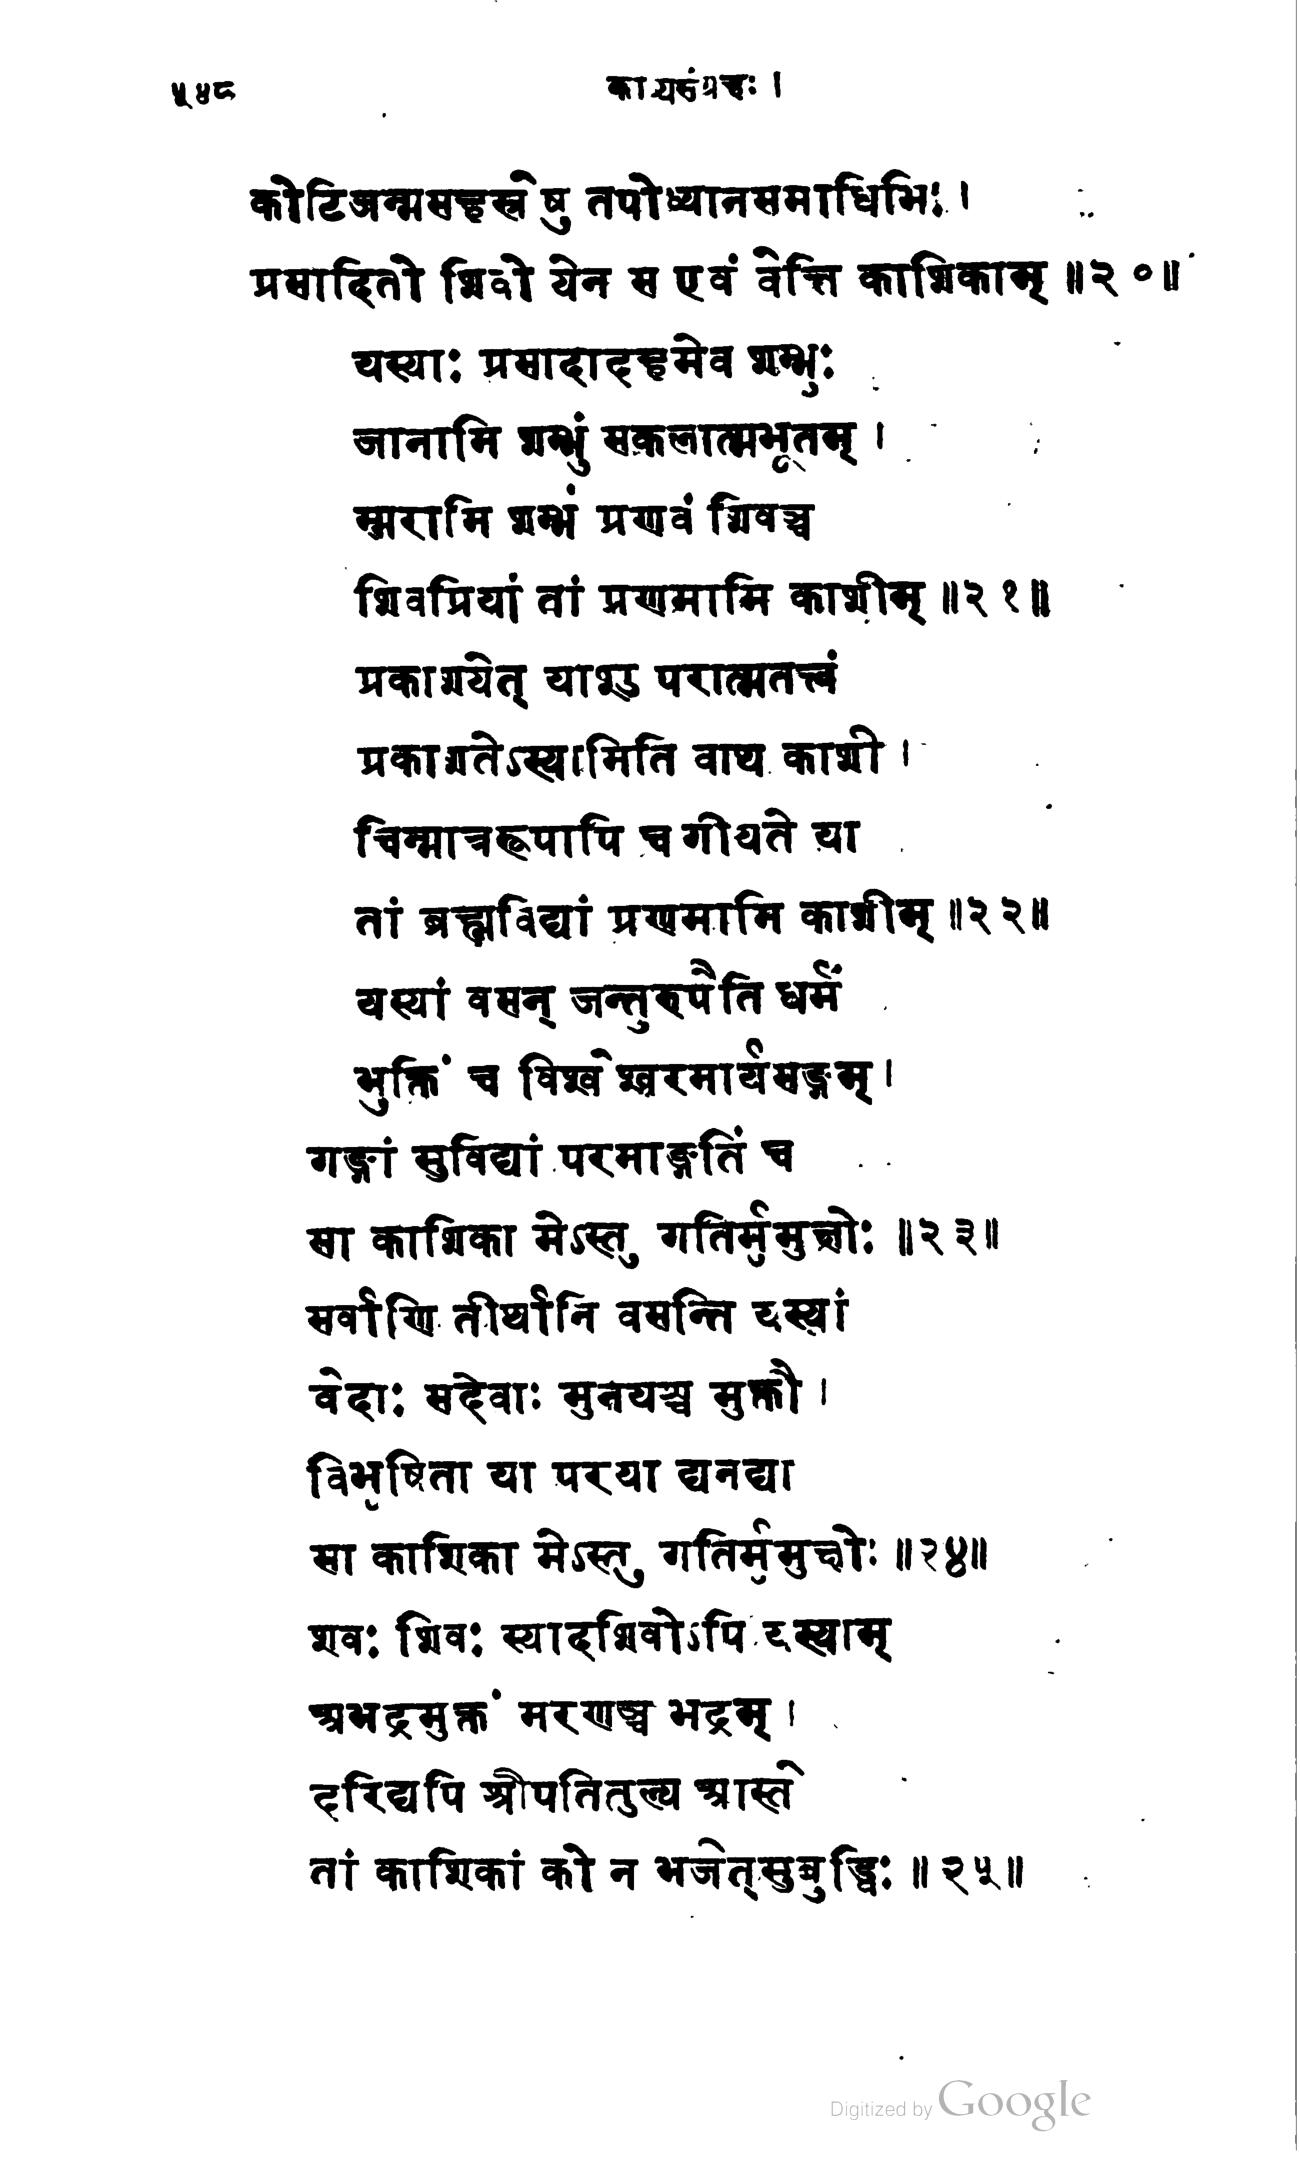 ५४८ काव्यसंग्रहः ।
कोटिजन्मसहस्रेषु तपोध्यानसमाधिभिः ।
प्रसादितो शिवो येन स एवं वेत्ति काशिकाम् ॥२०॥
यस्याः प्रसादादहमेव शम्भुः
जानामि शम्भुं सकलात्मभूतम् ।
स्मरामि शम्भं प्रणवं शिवञ्च
शिवप्रियां तां प्रणमामि काशीम् ॥२१॥
प्रकाशयेत् याशु परात्मतत्त्वं
प्रकाशतेऽस्यामिति वाथ काशी ।
चिन्मात्ररूपापि च गीयते या
तां ब्रह्मविद्यां प्रणमामि काशीम् ॥२२॥
यस्यां वसन् जन्तुरुपैति धर्मं
भुक्तिं च विश्वेश्वरमार्यसङ्गम् ।
गङ्गां सुविद्यां परमाङ्गतिं च
सा काशिका मेऽस्तु गतिर्मुमुक्षोः ॥२३॥
सर्वाणि तीर्थानि वसन्ति यस्यां
वेदाः सदेवाः मुनयश्च मुक्तौ ।
विभूषिता या परया द्यनद्या
सा काशिका मेऽस्तु गतिर्मुमुक्षोः ॥२४॥
शवः शिवः स्यादशिवोऽपि यस्याम्
अभद्रमुक्तं मरणञ्च भद्रम् ।
दरिद्यपि श्रीपतितुल्य आस्ते
तां काशिकां को न भजेत्सुबुद्धिः ॥२५॥
Digitized by Google